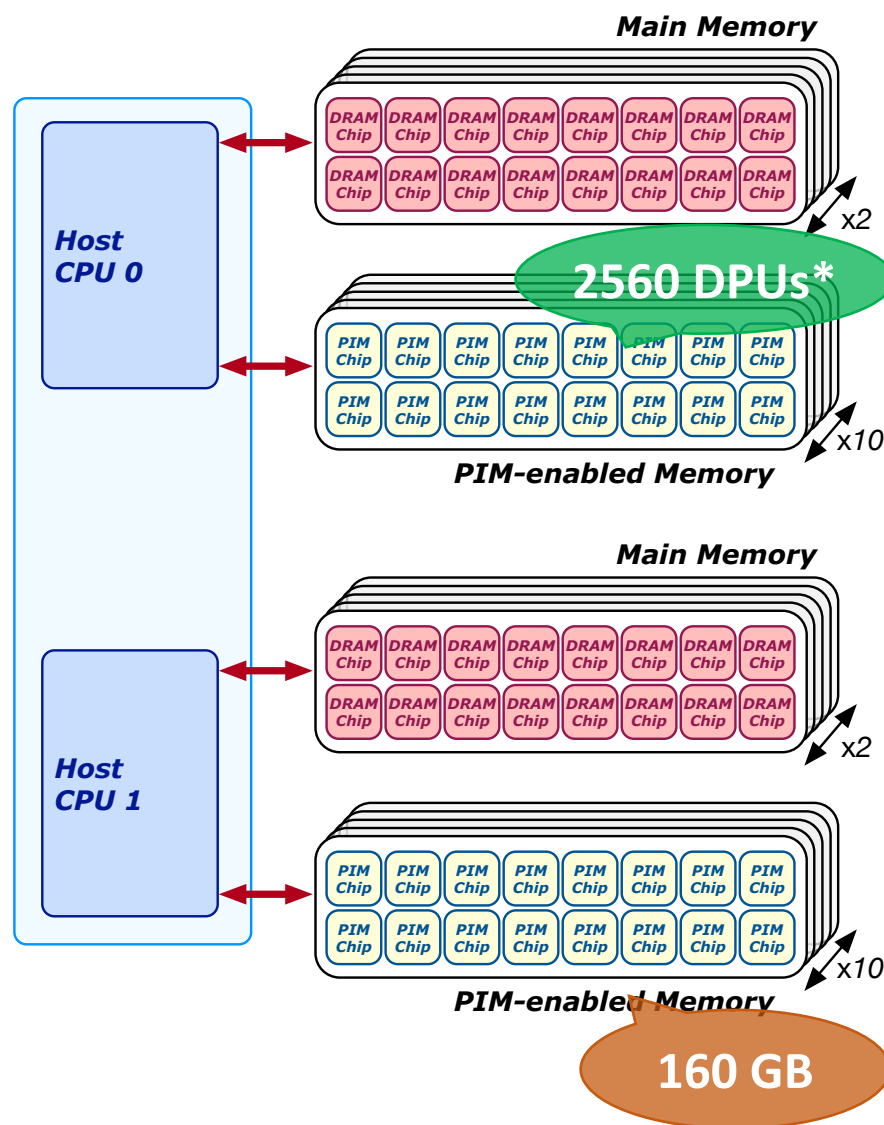 Main Memory
DRAM DRAM DRAM DRAM DRAM DRAM DRAM DRAM
Chip Chip Chip Chip Chip Chip Chip Chip
DRAM DRAM DRAM DRAM DRAM DRAM DRAM DRAM
Chip Chip Chip Chip Chip Chip Chip Chip
x2
Host
CPU 0
2560 DPUs*
PIM PIM PIM PIM PIM PIM PIM PIM
Chip Chip Chip Chip Chip Chip Chip Chip
PIM PIM PIM PIM PIM PIM PIM PIM
Chip Chip Chip Chip Chip Chip Chip Chip
x10
PIM-enabled Memory
Main Memory
DRAM DRAM DRAM DRAM DRAM DRAM DRAM DRAM
Chip Chip Chip Chip Chip Chip Chip Chip
DRAM DRAM DRAM DRAM DRAM DRAM DRAM DRAM
Chip Chip Chip Chip Chip Chip Chip Chip
x2
Host
CPU 1
PIM PIM PIM PIM PIM PIM PIM PIM
Chip Chip Chip Chip Chip Chip Chip Chip
PIM PIM PIM PIM PIM PIM PIM PIM
Chip Chip Chip Chip Chip Chip Chip Chip
x10
PIM-enabled Memory
160 GB